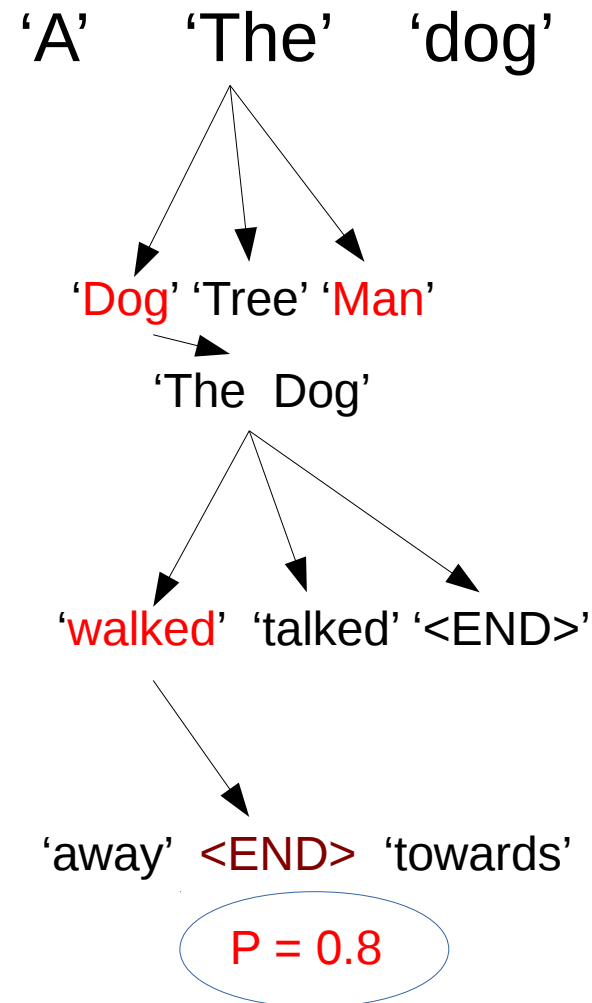 ‘A’ ‘The’ ‘dog’
‘Dog’ ‘Tree’ ‘Man’
‘The Dog’
‘walked’ ‘talked’ ‘<END>’
‘away’ <END> ‘towards’
P = 0.8